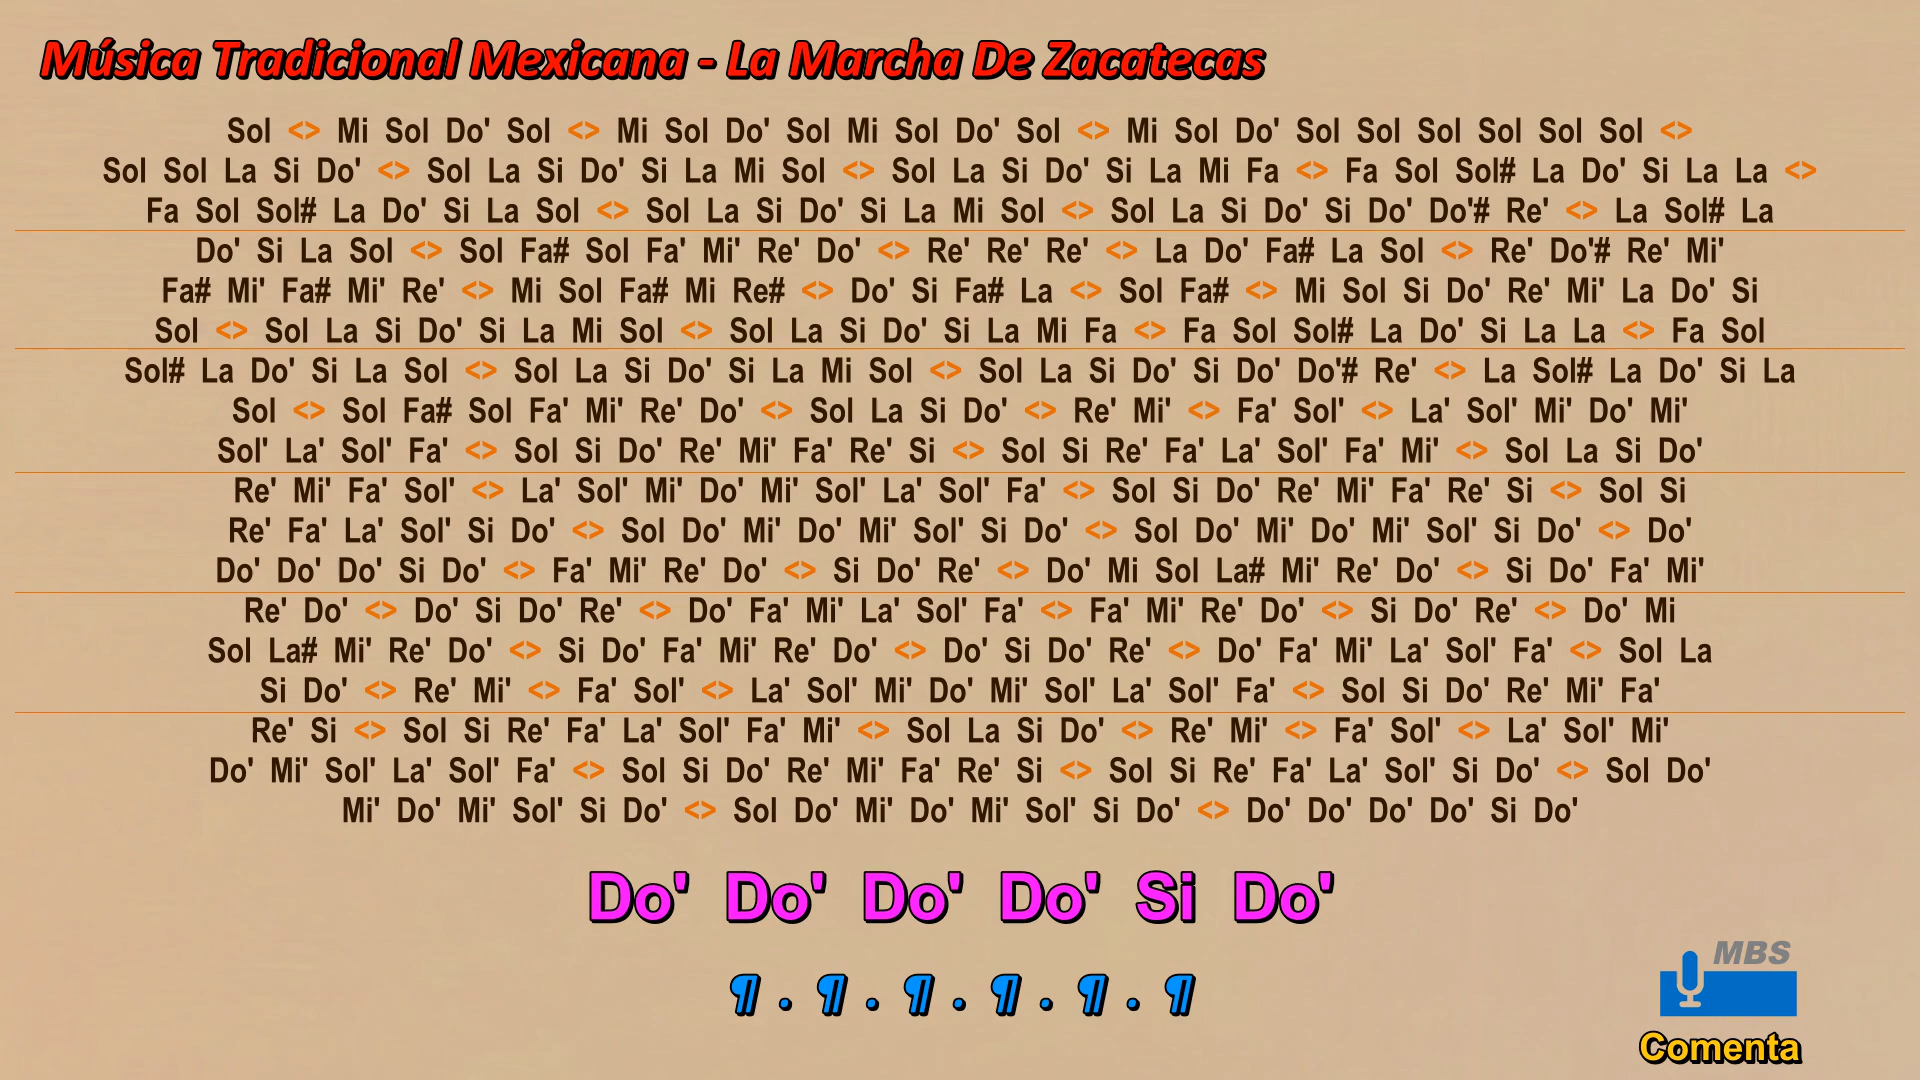 Música Tradicional Mexicana - La Marcha De Zacatecas
Sol <> Mi Sol Do' Sol <> Mi Sol Do' Sol Mi Sol Do' Sol <> Mi Sol Do' Sol Sol Sol Sol Sol Sol <>
Sol Sol La Si Do' <> Sol La Si Do' Si La Mi Sol <> Sol La Si Do' Si La Mi Fa <> Fa Sol Sol# La Do' Si La La <>
Fa Sol Sol# La Do' Si La Sol <> Sol La Si Do' Si La Mi Sol <> Sol La Si Do' Si Do' Do'# Re' <> La Sol# La
Do' Si La Sol <> Sol Fa# Sol Fa' Mi' Re' Do' <> Re' Re' Re' <> La Do' Fa# La Sol <> Re' Do'# Re' Mi'
Fa# Mi' Fa# Mi' Re' <> Mi Sol Fa# Mi Re# <> Do' Si Fa# La <> Sol Fa# <> Mi Sol Si Do' Re' Mi' La Do' Si
Sol <> Sol La Si Do' Si La Mi Sol <> Sol La Si Do' Si La Mi Fa <> Fa Sol Sol# La Do' Si La La <> Fa Sol
Sol# La Do' Si La Sol <> Sol La Si Do' Si La Mi Sol <> Sol La Si Do' Si Do' Do'# Re' <> La Sol# La Do' Si La
Sol <> Sol Fa# Sol Fa' Mi' Re' Do' <> Sol La Si Do' <> Re' Mi' <> Fa' Sol' <> La' Sol' Mi' Do' Mi'
Sol' La' Sol' Fa' <> Sol Si Do' Re' Mi' Fa' Re' Si <> Sol Si Re' Fa' La' Sol' Fa' Mi' <> Sol La Si Do'
Re' Mi' Fa' Sol' <> La' Sol' Mi' Do' Mi' Sol' La' Sol' Fa' <> Sol Si Do' Re' Mi' Fa' Re' Si <> Sol Si
Re' Fa' La' Sol' Si Do' <> Sol Do' Mi' Do' Mi' Sol' Si Do' <> Sol Do' Mi' Do' Mi' Sol' Si Do' <> Do'
Do' Do' Do' Si Do' <> Fa' Mi' Re' Do' <> Si Do' Re' <> Do' Mi Sol La# Mi' Re' Do' <> Si Do' Fa' Mi'
Re' Do' <> Do' Si Do' Re' <> Do' Fa' Mi' La' Sol' Fa' <> Fa' Mi' Re' Do' <> Si Do' Re' <> Do' Mi
Sol La# Mi' Re' Do' <> Si Do' Fa' Mi' Re' Do' <> Do' Si Do' Re' <> Do' Fa' Mi' La' Sol' Fa' <> Sol La
Si Do' <> Re' Mi' <> Fa' Sol' <> La' Sol' Mi' Do' Mi' Sol' La' Sol' Fa' <> Sol Si Do' Re' Mi' Fa'
Re' Si <> Sol Si Re' Fa' La' Sol' Fa' Mi' <> Sol La Si Do' <> Re' Mi' <> Fa' Sol' <> La' Sol' Mi'
Do' Mi' Sol' La' Sol' Fa' <> Sol Si Do' Re' Mi' Fa' Re' Si <> Sol Si Re' Fa' La' Sol' Si Do' <> Sol Do'
Mi' Do' Mi' Sol' Si Do' <> Sol Do' Mi' Do' Mi' Sol' Si Do' <> Do' Do' Do' Do' Si Do'
Do' Do' Do' Do' Si Do'
¶ . ¶ . ¶ . ¶ . ¶ . ¶
MBS
Comenta